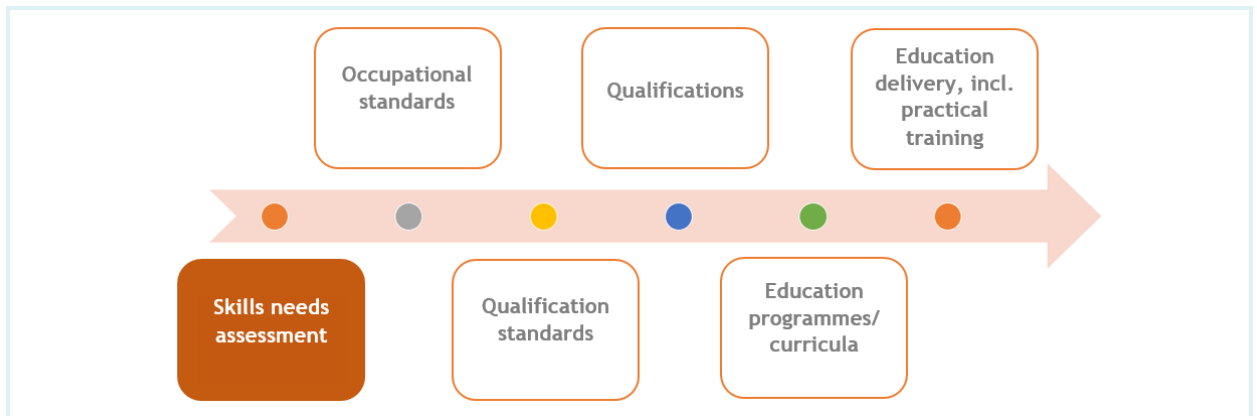 Occupational
standards
Qualifications
Education
delivery, incl.
practical
training
Skills needs
assessment
Qualification
standards
Education
programmes/
curricula